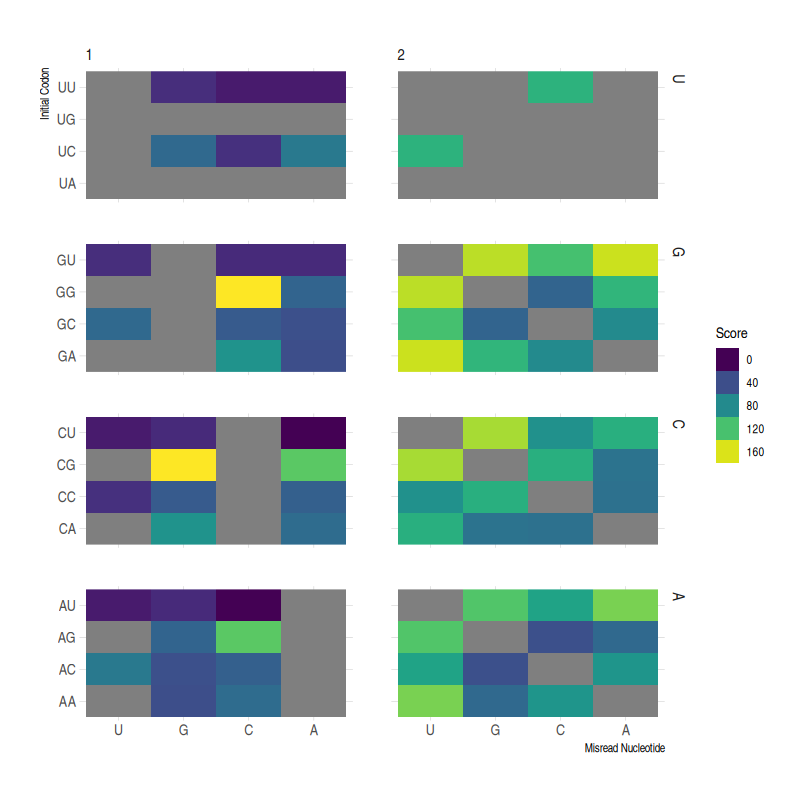 1
2
Initial Codon
UU
UG
UC
UA
U
GU
GG
GC
GA
G
CU
CG
CC
CA
C
AU
AG
AC
AA
A
U G C A
U G C A
Misread Nucleotide
Score
0
40
80
120
160